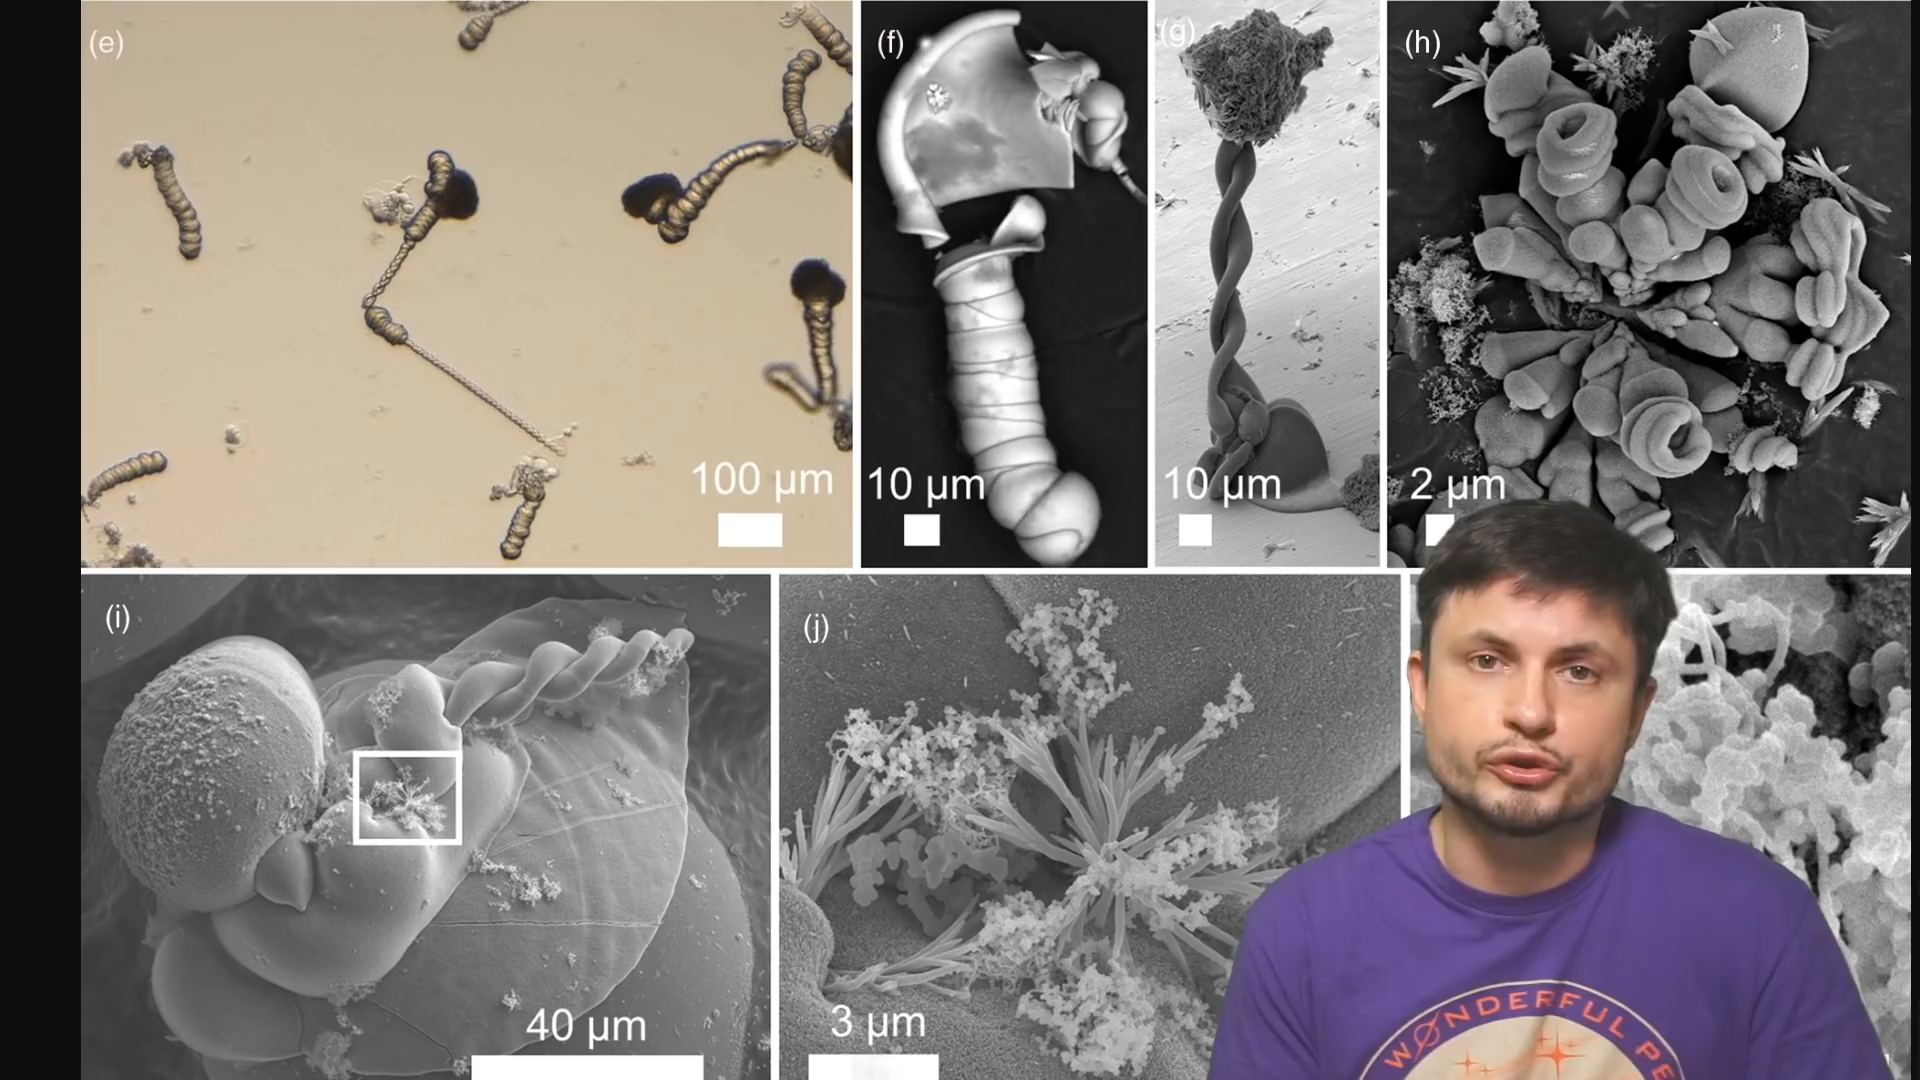 (e)
(f)
(g)
(h)
100 µm
10 µm
10 µm
2 µm
(i)
(j)
40 µm
3 µm
WONDERFUL PE